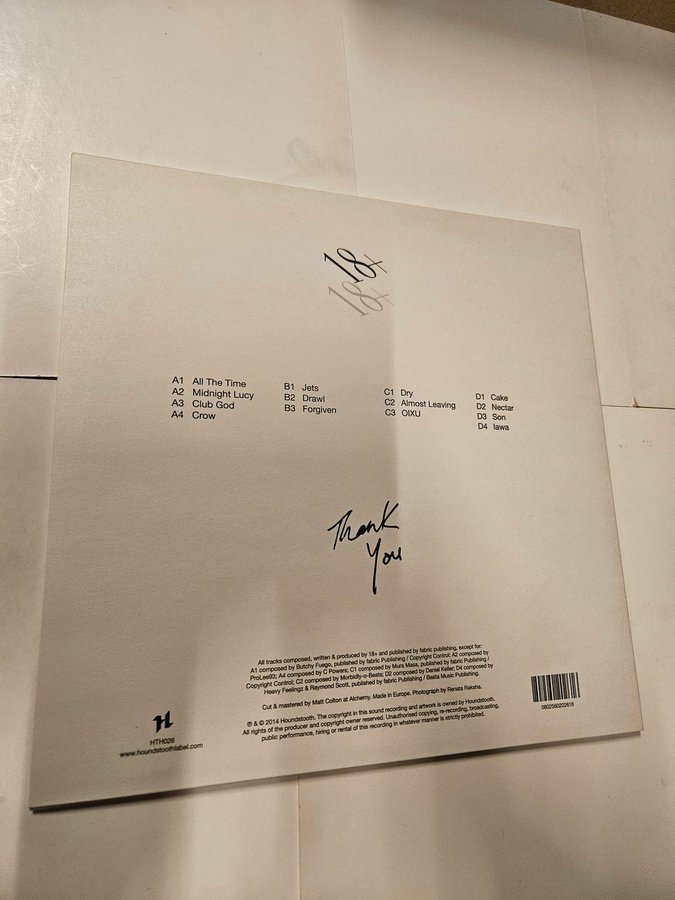 18+
18+
A1 All The Time
A2 Midnight Lucy
A3 Club God
A4 Crow
B1 Jets
B2 Drawl
B3 Forgiven
C1 Dry
C2 Almost Leaving
C3 OIXU
D1 Cake
D2 Nectar
D3 Son
D4 Iawa
Thank
You
All tracks composed, written & produced by 18+ and published by fabric publishing, except for:
A1 composed by Butchy Fuego, published by fabric Publishing / Copyright Control; A2 composed by
ProLee93; A4 composed by C Powers; C1 composed by Mura Masa, published by fabric Publishing /
Copyright Control; C2 composed by Morbidly-o-Beats; D2 composed by Daniel Keller; D4 composed by
Heavy Feelingz & Raymond Scott, published by fabric Publishing / Basta Music Publishing.
Cut & mastered by Matt Colton at Alchemy. Made in Europe. Photograph by Renata Raksha.
℗ & © 2014 Houndstooth. The copyright in this sound recording and artwork is owned by Houndstooth.
All rights of the producer and copyright owner reserved. Unauthorised copying, re-recording, broadcasting,
public performance, hiring or rental of this recording in whatever manner is strictly prohibited.
H
HTH026
www.houndstoothlabel.com
0802560202616